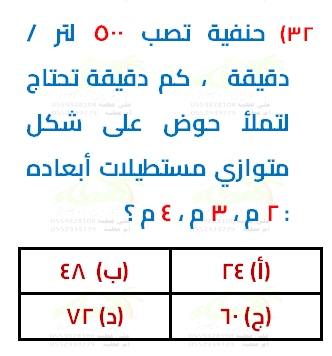 ٣٢) حنفية تصب ٥٠٠ لتر /
دقيقة ، كم دقيقة تحتاج
لتملأ حوض على شكل
متوازي مستطيلات أبعاده
: ٢ م ، ٣ م ، ٤ م ؟
(أ) ٢٤ (ب) ٤٨
(ج) ٦٠ (د) ٧٢